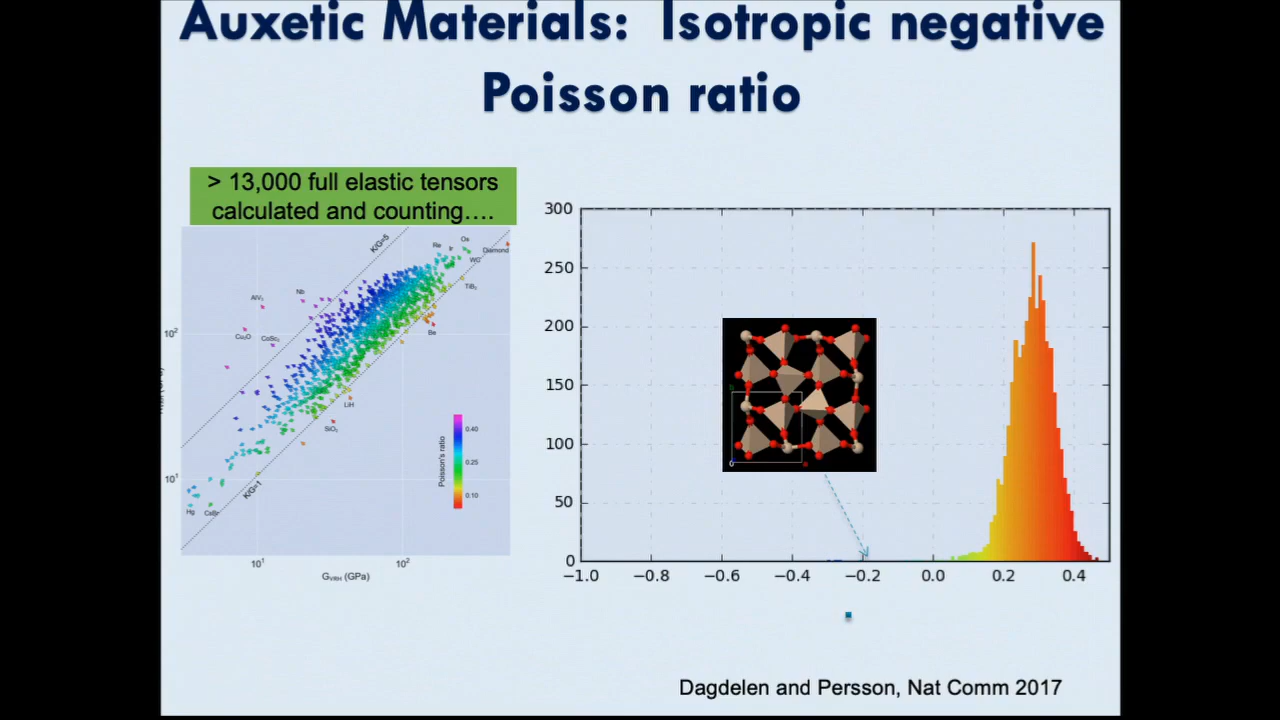 Auxetic Materials: Isotropic negative
Poisson ratio
> 13,000 full elastic tensors
calculated and counting....
K/G=5
Re
Os
Ir
Diamond
WC
TiB₂
Nb
AlV₃
Cu₂O
Be
LiH
SiO₂
K/G=1
Hg
CsBr
Poisson's ratio
0.40
0.25
0.10
10²
10¹
10¹
10²
G_VRH (GPa)
300
250
200
150
100
50
0
−1.0
−0.8
−0.6
−0.4
−0.2
0.0
0.2
0.4
Dagdelen and Persson, Nat Comm 2017